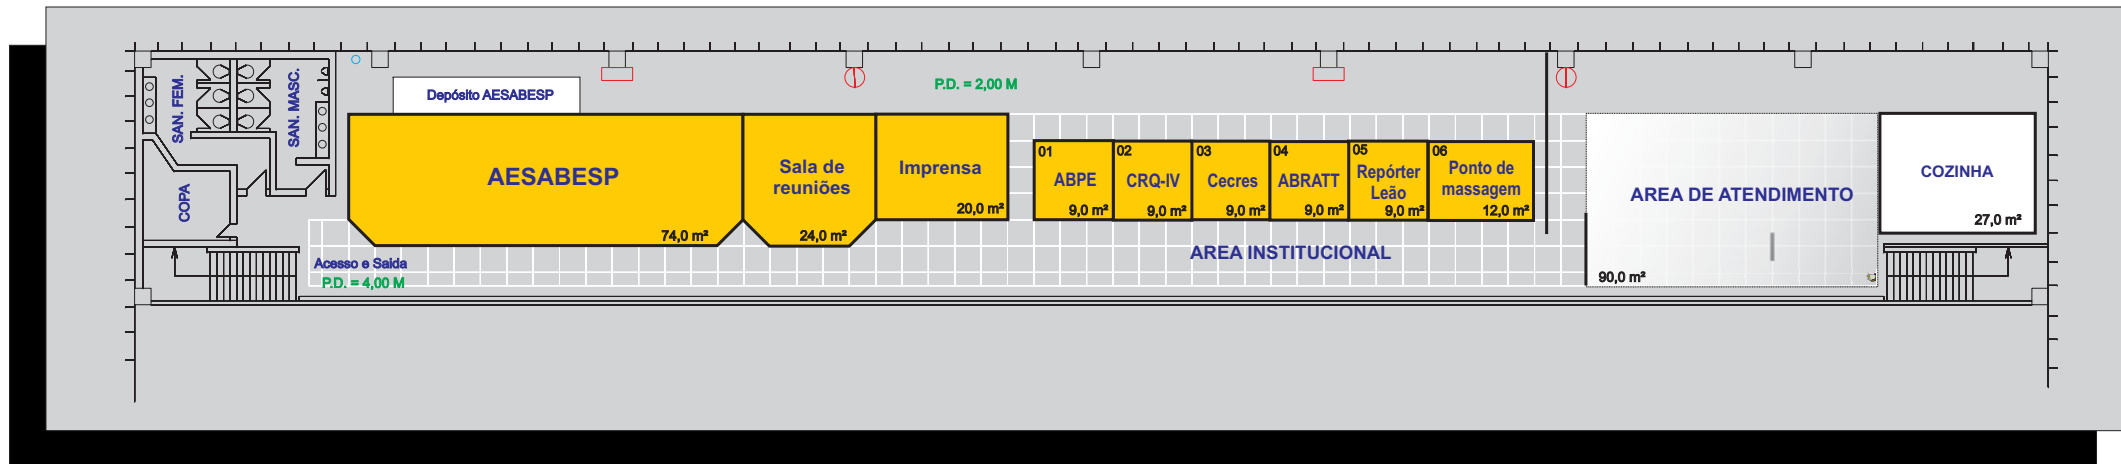 SAN. FEM.
SAN. MASC.
COPA
Depósito AESABESP
P.D. = 2,00 M
AESABESP
74,0 m²
Sala de
reuniões
24,0 m²
Imprensa
20,0 m²
01
ABPE
9,0 m²
02
CRQ-IV
9,0 m²
03
Cecres
9,0 m²
04
ABRATT
9,0 m²
05
Repórter
Leão
9,0 m²
06
Ponto de
massagem
12,0 m²
AREA DE ATENDIMENTO
90,0 m²
COZINHA
27,0 m²
AREA INSTITUCIONAL
Acesso e Saida
P.D. = 4,00 M